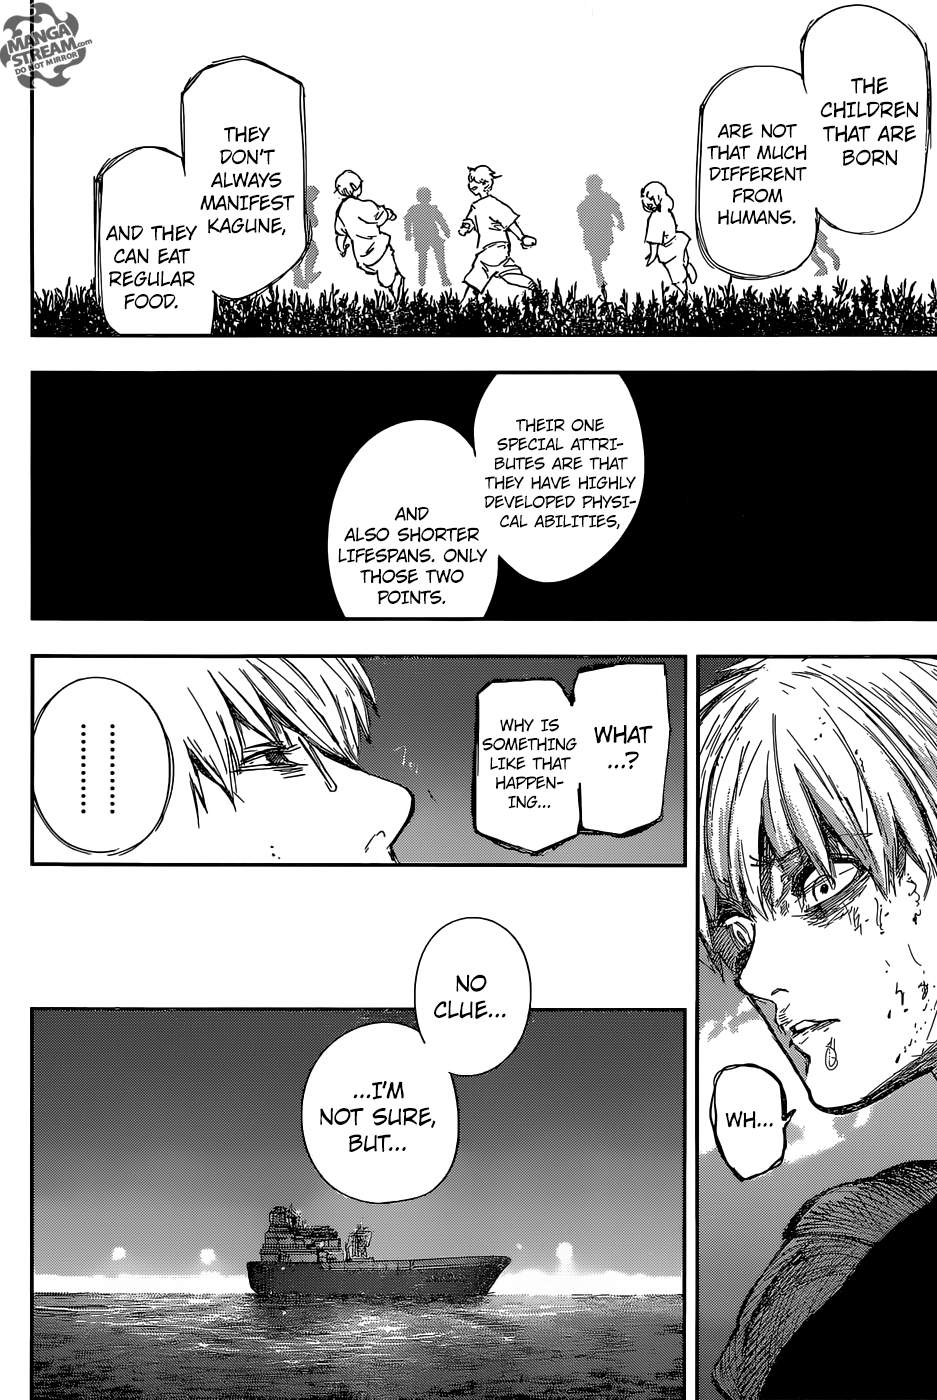 MANGA
STREAM.com
DO NOT MIRROR
THE
CHILDREN
THAT ARE
BORN
ARE NOT
THAT MUCH
DIFFERENT
FROM
HUMANS.
THEY
DON'T
ALWAYS
MANIFEST
KAGUNE,
AND THEY
CAN EAT
REGULAR
FOOD.
THEIR ONE
SPECIAL ATTRI-
BUTES ARE THAT
THEY HAVE HIGHLY
DEVELOPED PHYSI-
CAL ABILITIES,
AND
ALSO SHORTER
LIFESPANS. ONLY
THOSE TWO
POINTS.
WH...
WHAT
...?
WHY IS
SOMETHING
LIKE THAT
HAPPEN-
ING...
NO
CLUE...
...I'M
NOT SURE,
BUT...